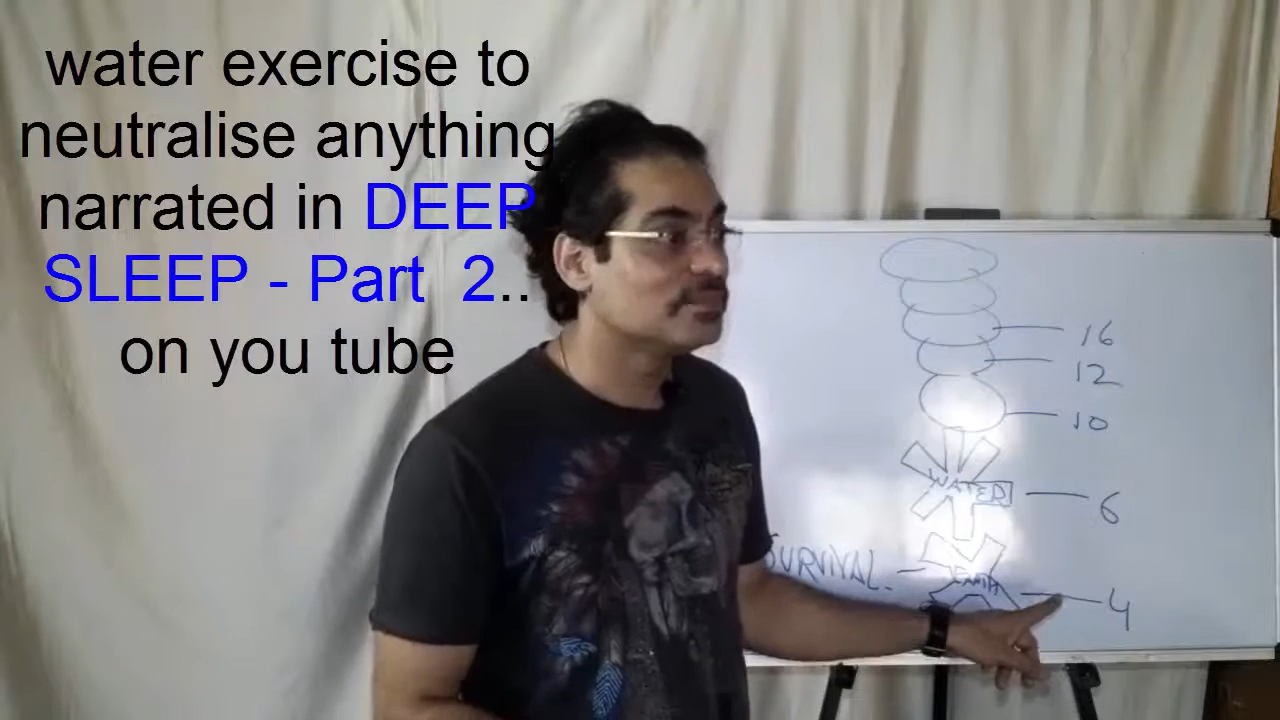 water exercise to
neutralise anything
narrated in DEEP
SLEEP - Part 2..
on you tube
16
12
10
WATER
6
SURVIVAL.
EARTH
4